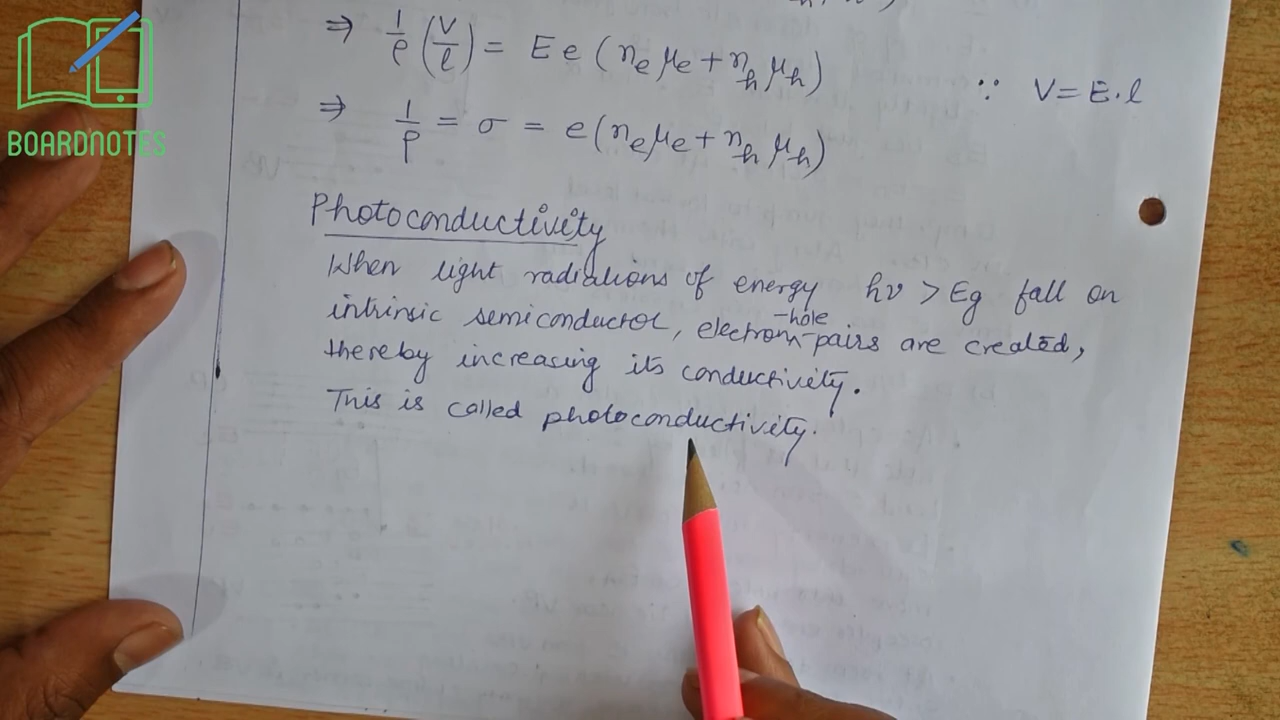 ⇒ 1/ρ (V/l) = E e (nₑμₑ + nₕμₕ)
∵ V = E.l
⇒ 1/ρ = σ = e(nₑμₑ + nₕμₕ)
BOARDNOTES
Photoconductivity
When light radiations of energy hν > Eg fall on
intrinsic semiconductor, electron-hole-pairs are created,
thereby increasing its conductivity.
This is called photoconductivity.